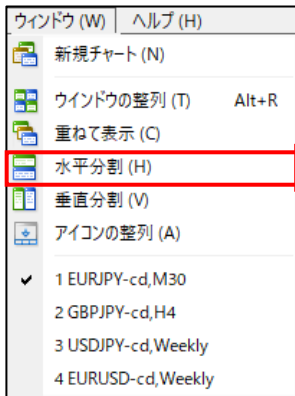 ウィンドウ (W) ヘルプ (H)
新規チャート (N)
ウインドウの整列 (T) Alt+R
重ねて表示 (C)
水平分割 (H)
垂直分割 (V)
アイコンの整列 (A)
1 EURJPY-cd,M30
2 GBPJPY-cd,H4
3 USDJPY-cd,Weekly
4 EURUSD-cd,Weekly